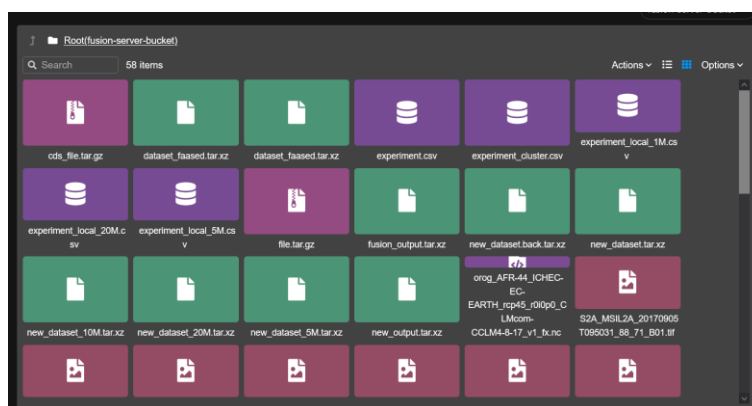 Root(fusion-server-bucket)
Search
58 items
Actions
Options
cds_file.tar.gz
dataset_faased.tar.xz
dataset_faased.tar.xz
experiment.csv
experiment_cluster.csv
experiment_local_1M.cs
v
experiment_local_20M.c
sv
experiment_local_5M.cs
v
file.tar.gz
fusion_output.tar.xz
new_dataset.back.tar.xz
new_dataset.tar.xz
new_dataset_10M.tar.xz
new_dataset_20M.tar.xz
new_dataset_5M.tar.xz
new_output.tar.xz
orog_AFR-44_ICHEC-
EC-
EARTH_rcp45_r0i0p0_C
LMcom-
CCLM4-8-17_v1_fx.nc
S2A_MSIL2A_20170905
T095031_88_71_B01.tif